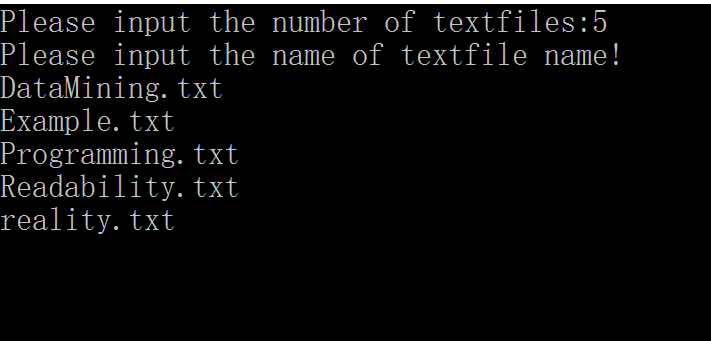 Please input the number of textfiles:5
Please input the name of textfile name!
DataMining.txt
Example.txt
Programming.txt
Readability.txt
reality.txt